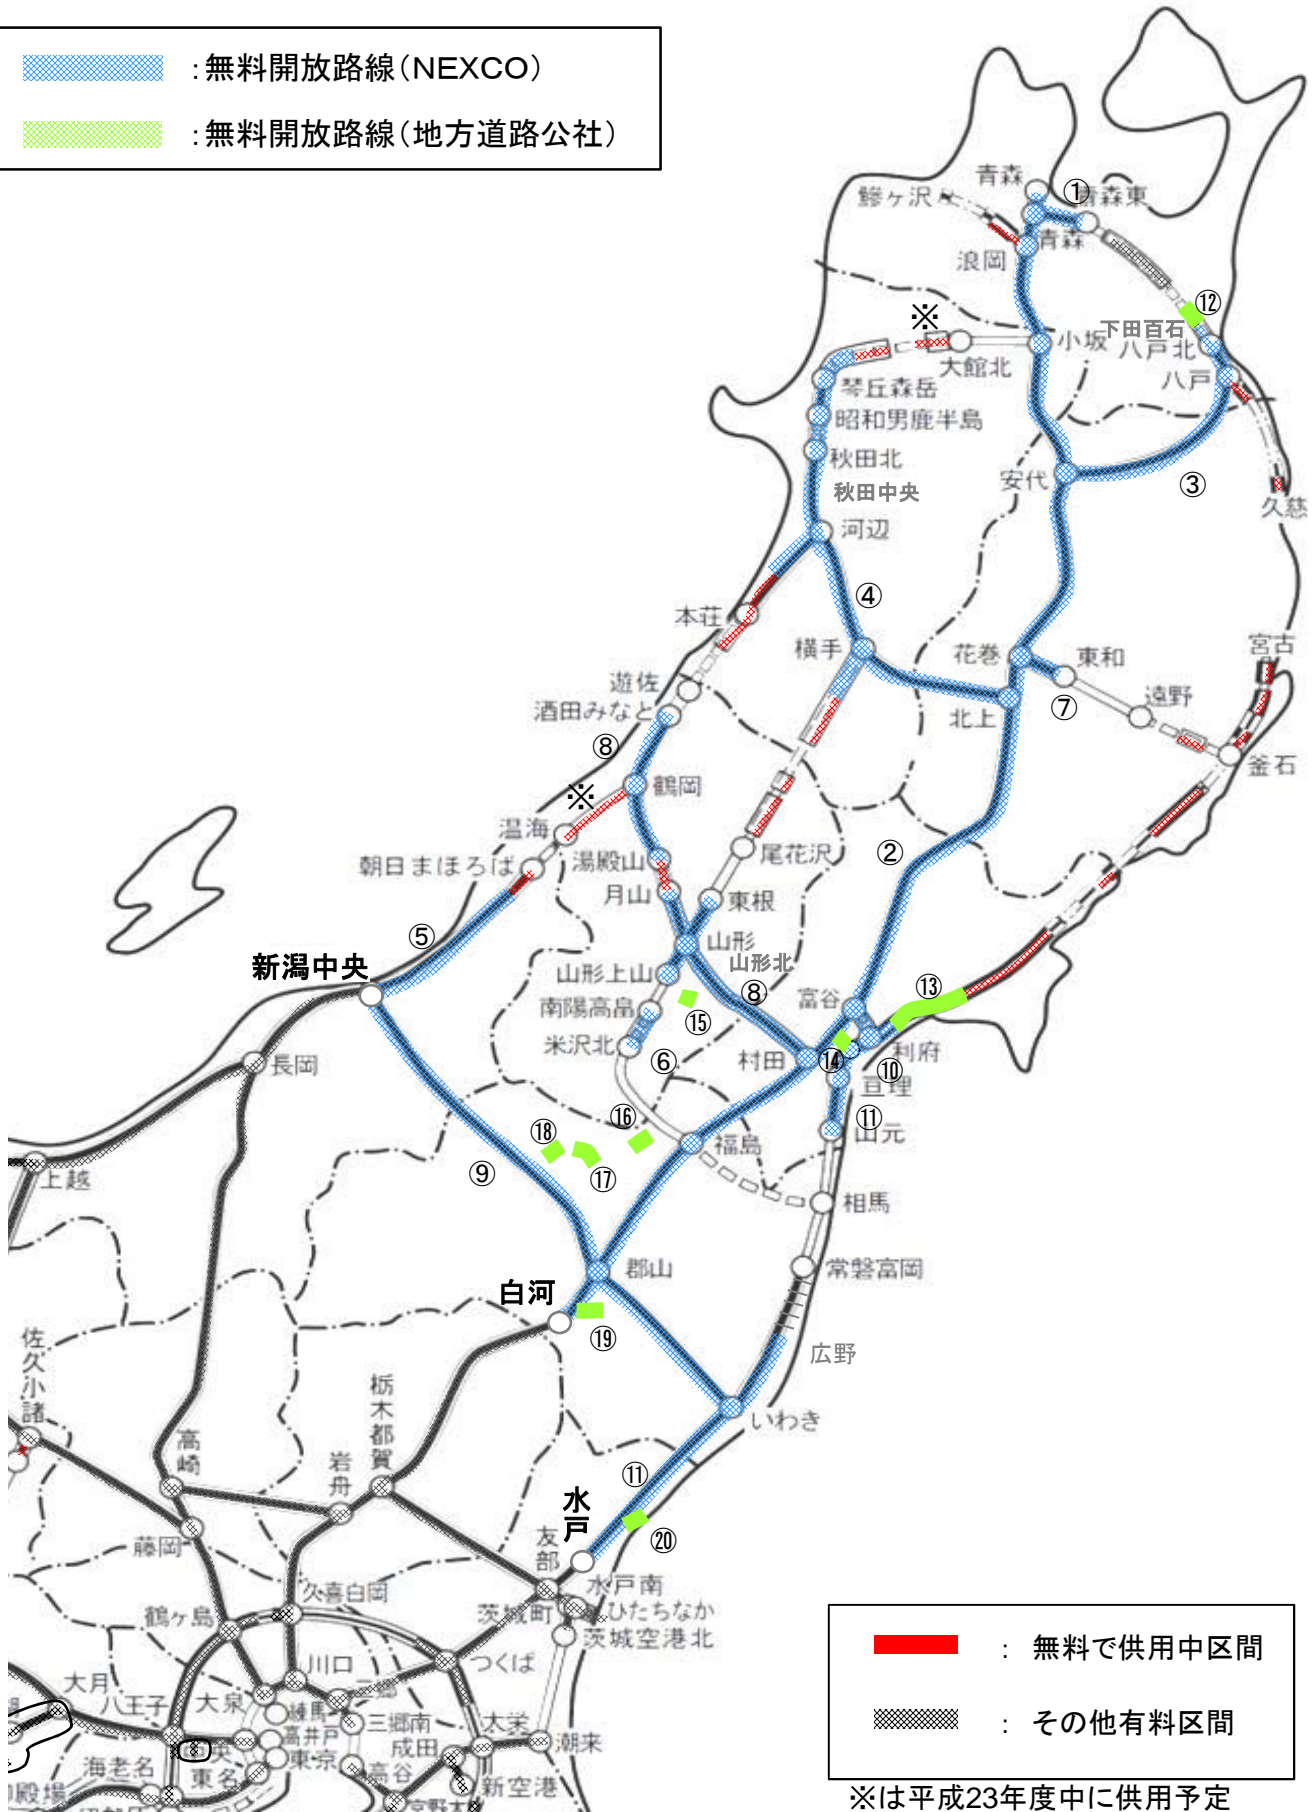 :無料開放路線(NEXCO)
:無料開放路線(地方道路公社)
青森
①
青森東
鰺ヶ沢
青森
浪岡
⑫
※
下田百石
小坂
八戸北
大館北
八戸
琴丘森岳
昭和男鹿半島
秋田北
安代
③
秋田中央
久慈
河辺
④
本荘
横手
花巻
東和
宮古
遊佐
酒田みなと
北上
⑦
遠野
⑧
釜石
鶴岡
※
温海
尾花沢
②
朝日まほろば
湯殿山
月山
東根
⑤
山形
新潟中央
山形北
山形上山
⑧
富谷
⑬
南陽高畠
⑮
米沢北
⑥
村田
⑭
利府
⑩
長岡
亘理
⑪
⑯
山元
⑱
福島
上越
⑨
⑰
相馬
郡山
常磐富岡
白河
⑲
佐久小諸
広野
栃木都賀
いわき
高崎
岩舟
⑪
水戸
藤岡
友部
⑳
水戸南
久喜白岡
茨城町
ひたちなか
鶴ヶ島
茨城空港北
川口
つくば
大月
八王子
大泉
三郷
練馬
三郷南
大栄
高井戸
成田
潮来
東京
海老名
東名
高谷
新空港
: 無料で供用中区間
: その他有料区間
※は平成23年度中に供用予定